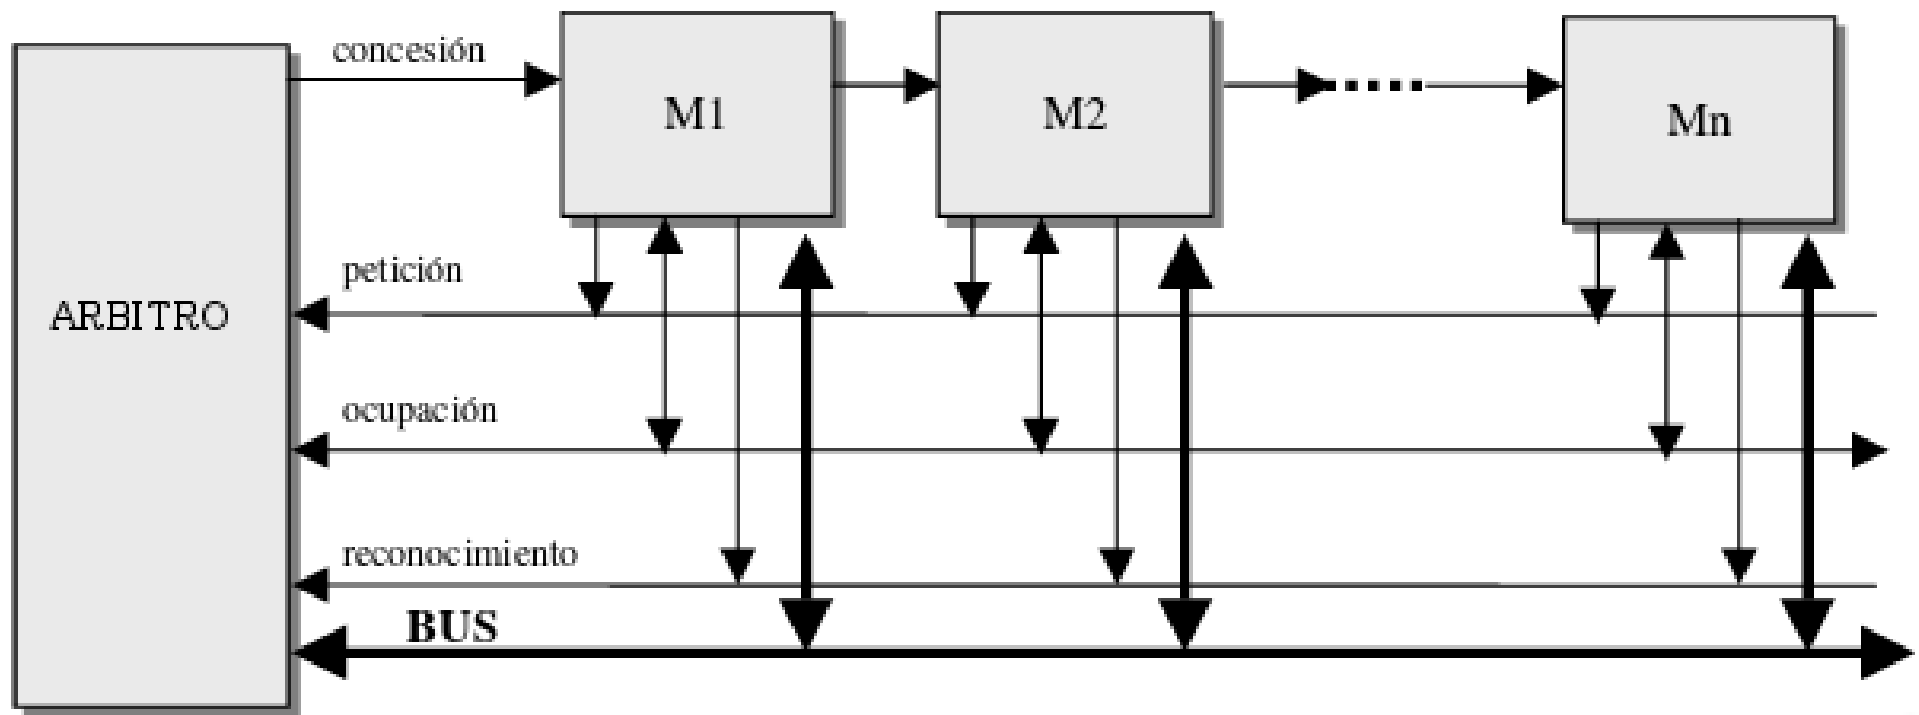 concesión
M1
M2
Mn
petición
ARBITRO
ocupación
reconocimiento
BUS